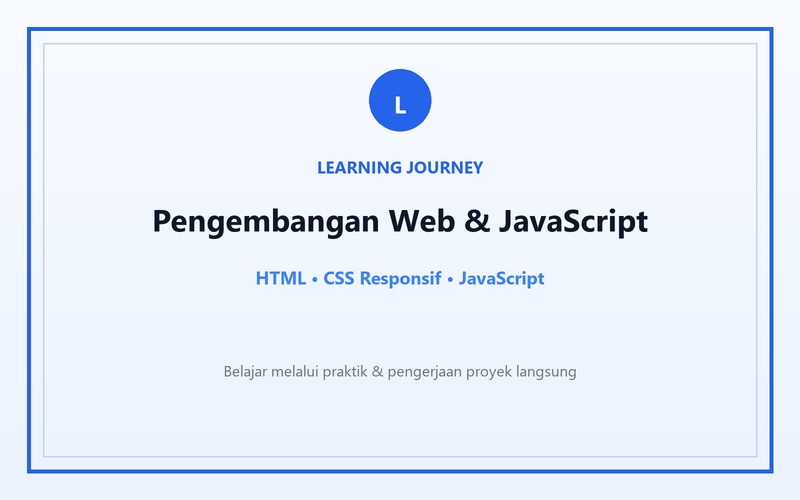 L
LEARNING JOURNEY
Pengembangan Web & JavaScript
HTML • CSS Responsif • JavaScript
Belajar melalui praktik & pengerjaan proyek langsung